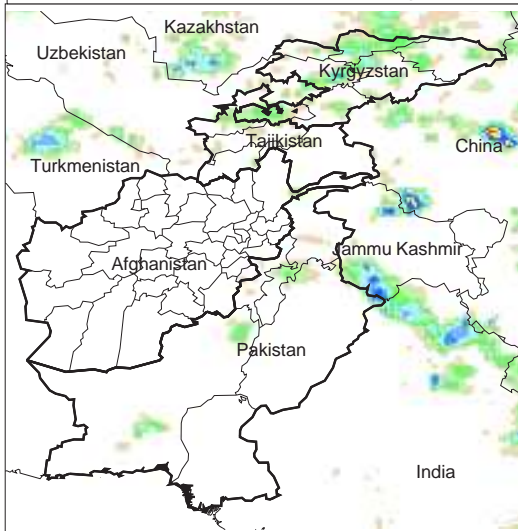 Kazakhstan
Uzbekistan
Kyrgyzstan
Tajikistan
China
Turkmenistan
Jammu Kashmir
Afghanistan
Pakistan
India